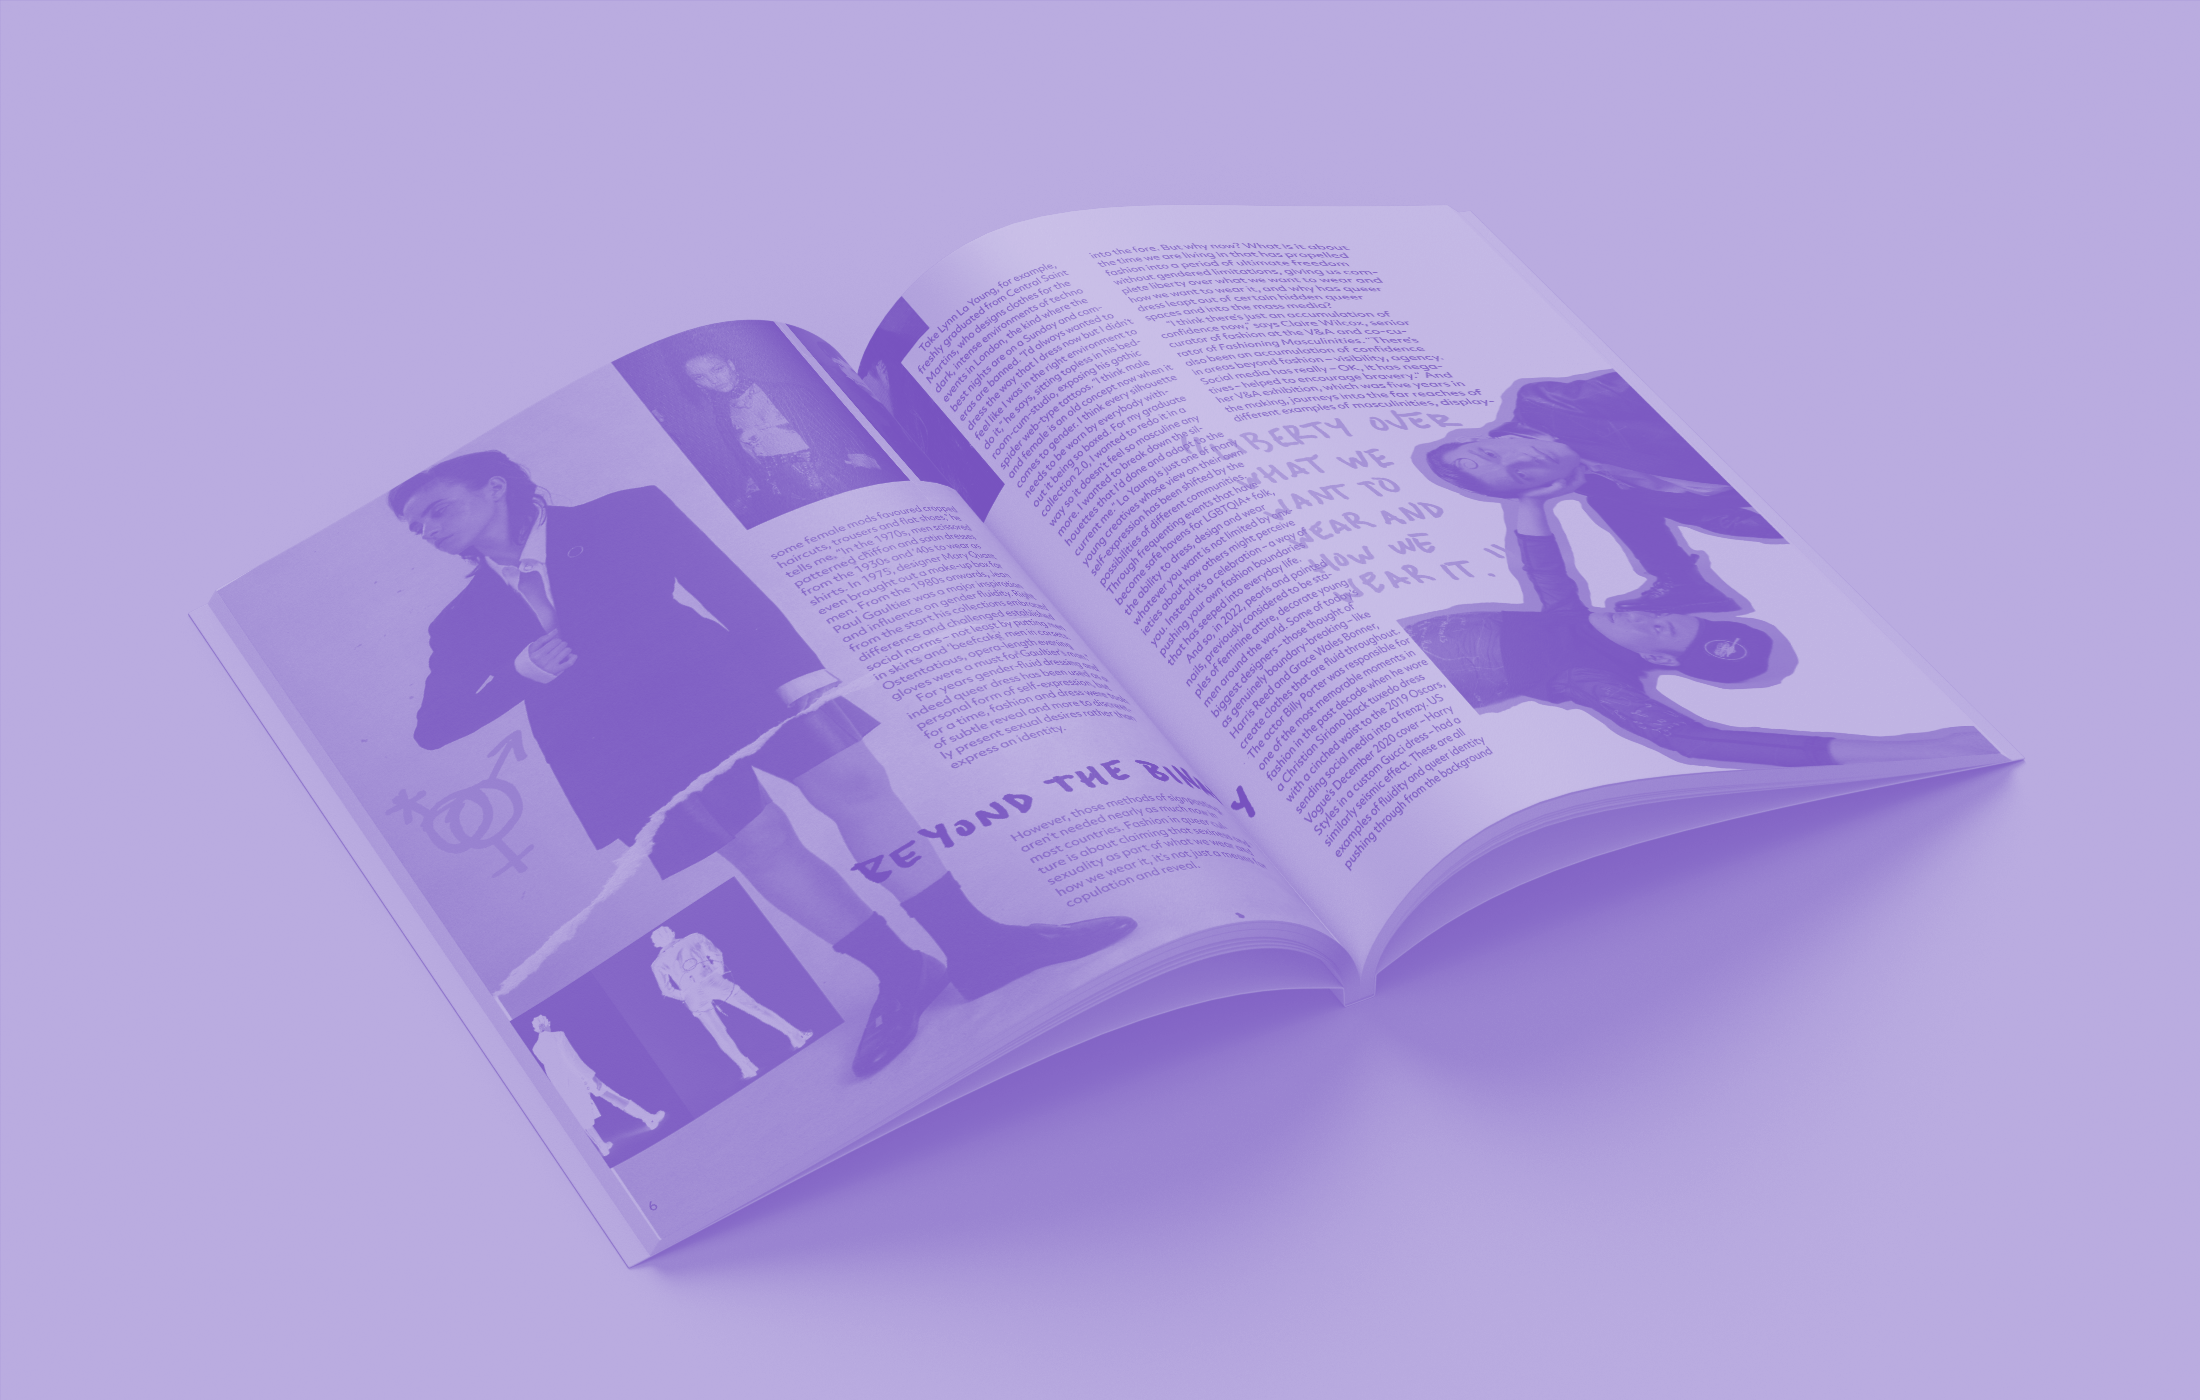 some female mods favoured cropped
haircuts, trousers and flat shoes," he
tells me. "In the 1970s, men scissored
patterned chiffon and satin dresses
from the 1930s and '40s to wear as
shirts. In 1975, designer Mary Quant
even brought out a make-up box for
men. From the 1980s onwards, Jean
Paul Gaultier was a major inspiration
and influence on gender fluidity. Right
from the start his collections embraced
difference and challenged established
social norms – not least by putting men
in skirts and 'beefcake' men in corsets.
Ostentatious, opera-length
gloves were a must for Gaultier's
For years gender-fluid dressing
indeed queer dress has been used as a
personal form of self-expression
for a time, fashion and dress were
of subtle reveal and more to discreet-
ly present sexual desires rather than
express an identity.
BEYOND THE BINARY
However, those methods of signposting
aren't needed nearly as much now in
most countries. Fashion in queer cul-
ture is about claiming that sexiness
sexuality as part of what we wear and
how we wear it, it's not just a means
copulation and reveal.
6
Take Lynn La Yaung, for example,
freshly graduated from Central Saint
Martins, who designs clothes for the
dark, intense environments of techno
events in London, the kind where the
best nights are on a Sunday and cam-
eras are banned. "I'd always wanted to
dress the way that I dress now but I didn't
feel like I was in the right environment to
do it," he says, sitting topless in his bed-
room-cum-studio, exposing his gothic
spider web-type tattoos. "I think male
and female is an old concept now when it
comes to gender. I think every silhouette
needs to be worn by everybody with-
out it being so boxed. For my graduate
collection 2.0, I wanted to redo it in a
way so it doesn't feel so masculine any
more. I wanted to break down the sil-
houettes that I'd done and adapt to the
current me." La Yaung is just one of many
young creatives whose view on their own
self-expression has been shifted by the
possibilities of different communities.
Through frequenting events that have
become safe havens for LGBTQIA+ folk,
the ability to dress, design and wear
whatever you want is not limited by anx-
ieties about how others might perceive
you. Instead it's a celebration – a way of
pushing your own fashion boundaries
that has seeped into everyday life.
And so, in 2022, pearls and painted
nails, previously considered to be sta-
ples of feminine attire, decorate young
men around the world. Some of today's
biggest designers – those thought of
as genuinely boundary-breaking – like
Harris Reed and Grace Wales Bonner,
create clothes that are fluid throughout.
The actor Billy Porter was responsible for
one of the most memorable moments in
fashion in the past decade when he wore
a Christian Siriano black tuxedo dress
with a cinched waist to the 2019 Oscars,
sending social media into a frenzy. US
Vogue's December 2020 cover – Harry
Styles in a custom Gucci dress – had a
similarly seismic effect. These are all
examples of fluidity and queer identity
pushing through from the background
into the fore. But why now? What is it about
the time we are living in that has propelled
fashion into a period of ultimate freedom
without gendered limitations, giving us com-
plete liberty over what we want to wear and
how we want to wear it, and why has queer
dress leapt out of certain hidden queer
spaces and into the mass media?
"I think there's just an accumulation of
confidence now," says Claire Wilcox, senior
curator of fashion at the V&A and co-cu-
rator of Fashioning Masculinities. "There's
also been an accumulation of confidence
in areas beyond fashion – visibility, agency.
Social media has really – OK, it has nega-
tives – helped to encourage bravery." And
her V&A exhibition, which was five years in
the making, journeys into the far reaches of
different examples of masculinities, display-
"LIBERTY OVER
WHAT WE
WANT TO
WEAR AND
HOW WE
WEAR IT."